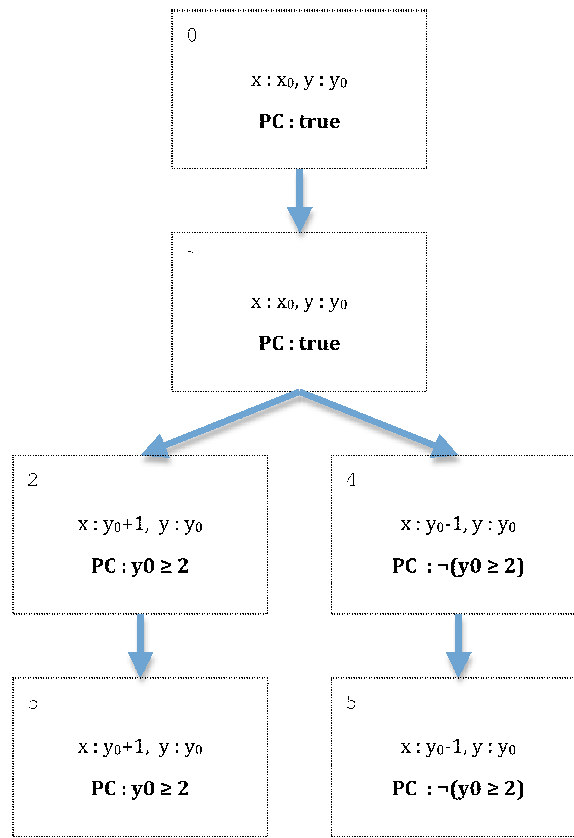 0
x : x₀, y : y₀
PC : true
x : x₀, y : y₀
PC : true
2
x : y₀+1, y : y₀
PC : y0 ≥ 2
4
x : y₀-1, y : y₀
PC : ¬(y0 ≥ 2)
x : y₀+1, y : y₀
PC : y0 ≥ 2
5
x : y₀-1, y : y₀
PC : ¬(y0 ≥ 2)